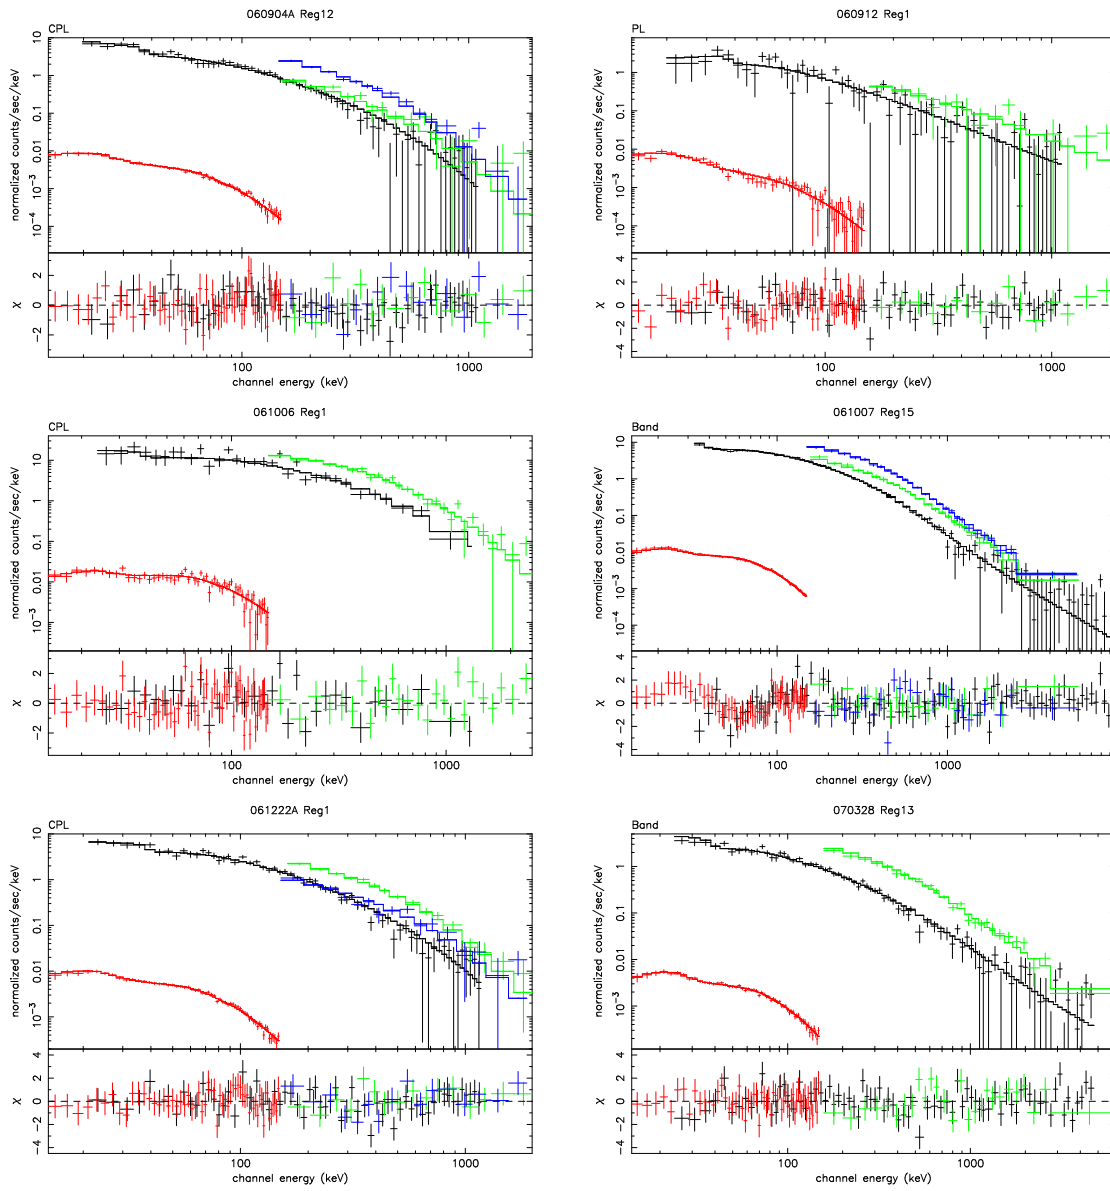 060904A Reg12
CPL
normalized counts/sec/keV
10
1
0.1
0.01
10⁻³
10⁻⁴
χ
2
0
−2
100
1000
channel energy (keV)
060912 Reg1
PL
normalized counts/sec/keV
1
0.1
0.01
10⁻³
10⁻⁴
χ
4
2
0
−2
−4
100
1000
channel energy (keV)
061006 Reg1
CPL
normalized counts/sec/keV
10
1
0.1
0.01
10⁻³
χ
2
0
−2
100
1000
channel energy (keV)
061007 Reg15
Band
normalized counts/sec/keV
10
1
0.1
0.01
10⁻³
10⁻⁴
χ
4
2
0
−2
−4
100
1000
channel energy (keV)
061222A Reg1
CPL
normalized counts/sec/keV
10
1
0.1
0.01
10⁻³
χ
4
2
0
−2
−4
100
1000
channel energy (keV)
070328 Reg13
Band
normalized counts/sec/keV
1
0.1
0.01
10⁻³
χ
4
2
0
−2
−4
100
1000
channel energy (keV)